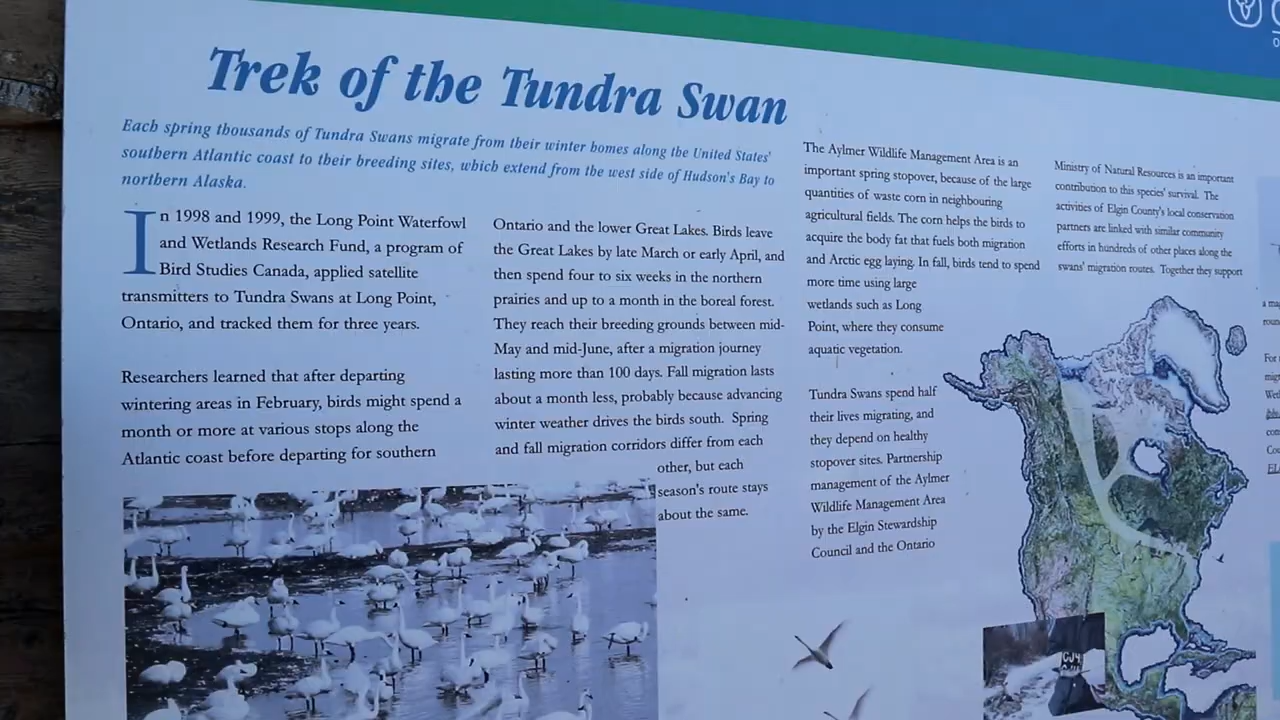 Trek of the Tundra Swan
Each spring thousands of Tundra Swans migrate from their winter homes along the United States'
southern Atlantic coast to their breeding sites, which extend from the west side of Hudson's Bay to
northern Alaska.
In 1998 and 1999, the Long Point Waterfowl
and Wetlands Research Fund, a program of
Bird Studies Canada, applied satellite
transmitters to Tundra Swans at Long Point,
Ontario, and tracked them for three years.
Researchers learned that after departing
wintering areas in February, birds might spend a
month or more at various stops along the
Atlantic coast before departing for southern
Ontario and the lower Great Lakes. Birds leave
the Great Lakes by late March or early April, and
then spend four to six weeks in the northern
prairies and up to a month in the boreal forest.
They reach their breeding grounds between mid-
May and mid-June, after a migration journey
lasting more than 100 days. Fall migration lasts
about a month less, probably because advancing
winter weather drives the birds south. Spring
and fall migration corridors differ from each
other, but each
season's route stays
about the same.
The Aylmer Wildlife Management Area is an
important spring stopover, because of the large
quantities of waste corn in neighbouring
agricultural fields. The corn helps the birds to
acquire the body fat that fuels both migration
and Arctic egg laying. In fall, birds tend to spend
more time using large
wetlands such as Long
Point, where they consume
aquatic vegetation.
Tundra Swans spend half
their lives migrating, and
they depend on healthy
stopover sites. Partnership
management of the Aylmer
Wildlife Management Area
by the Elgin Stewardship
Council and the Ontario
Ministry of Natural Resources is an important
contribution to this species' survival. The
activities of Elgin County's local conservation
partners are linked with similar community
efforts in hundreds of other places along the
swans' migration routes. Together they support